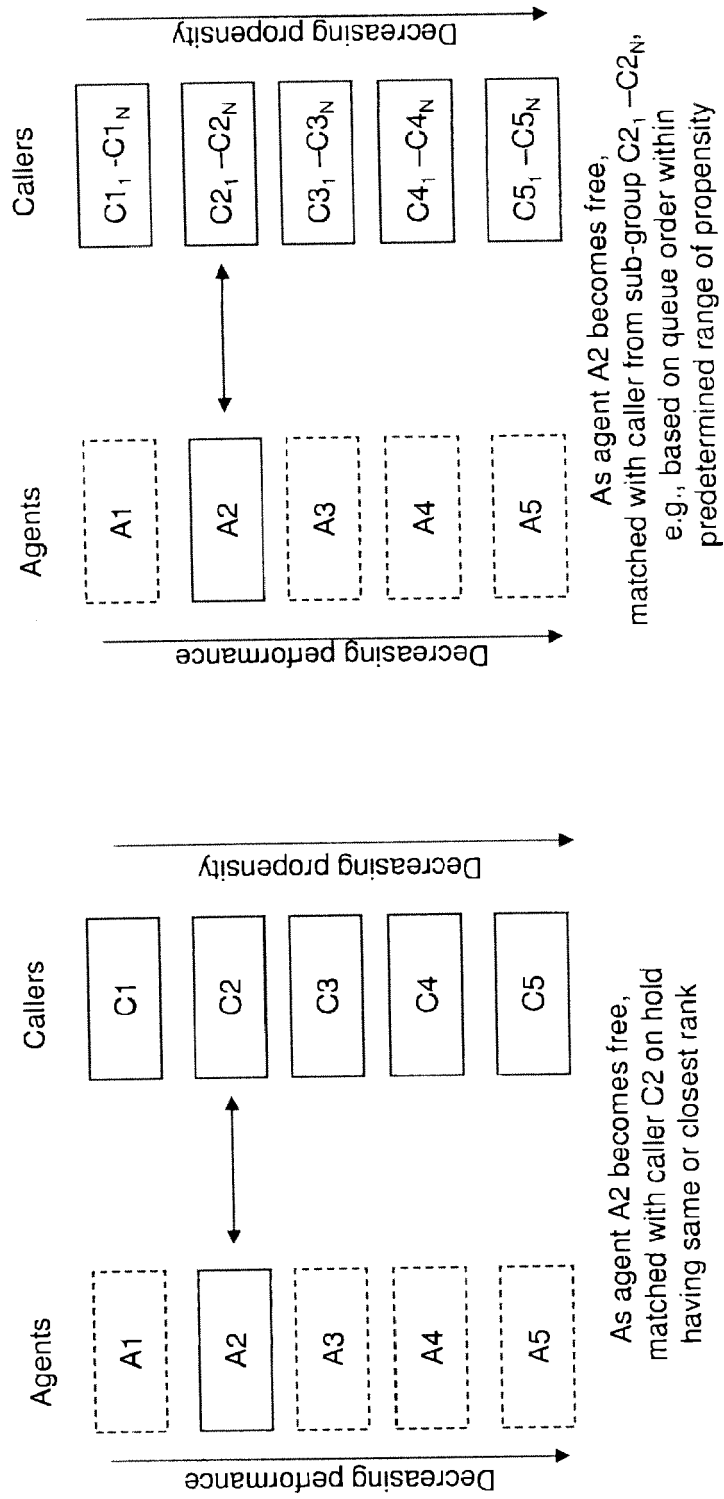 Agents
Callers
Decreasing performance
A1
A2
A3
A4
A5
C1
C2
C3
C4
C5
Decreasing propensity
As agent A2 becomes free,
matched with caller C2 on hold
having same or closest rank
Agents
Callers
Decreasing performance
A1
A2
A3
A4
A5
C1₁ -C1N
C2₁ –C2N
C3₁ –C3N
C4₁ –C4N
C5₁ –C5N
Decreasing propensity
As agent A2 becomes free,
matched with caller from sub-group C2₁ –C2N,
e.g., based on queue order within
predetermined range of propensity